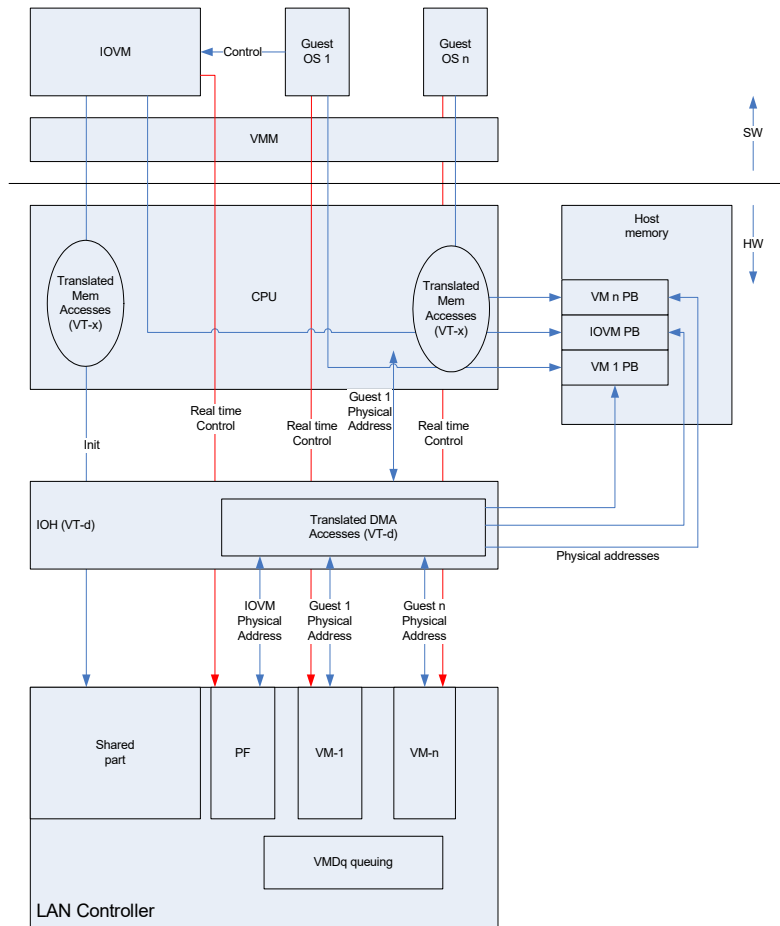 IOVM
Control
Guest
OS 1
Guest
OS n
VMM
SW
HW
CPU
Translated
Mem
Accesses
(VT-x)
Translated
Mem
Accesses
(VT-x)
Host
memory
VM n PB
IOVM PB
VM 1 PB
Init
Real time
Control
Real time
Control
Guest 1
Physical
Address
Real time
Control
IOH (VT-d)
Translated DMA
Accesses (VT-d)
Physical addresses
IOVM
Physical
Address
Guest 1
Physical
Address
Guest n
Physical
Address
Shared
part
PF
VM-1
VM-n
VMDq queuing
LAN Controller